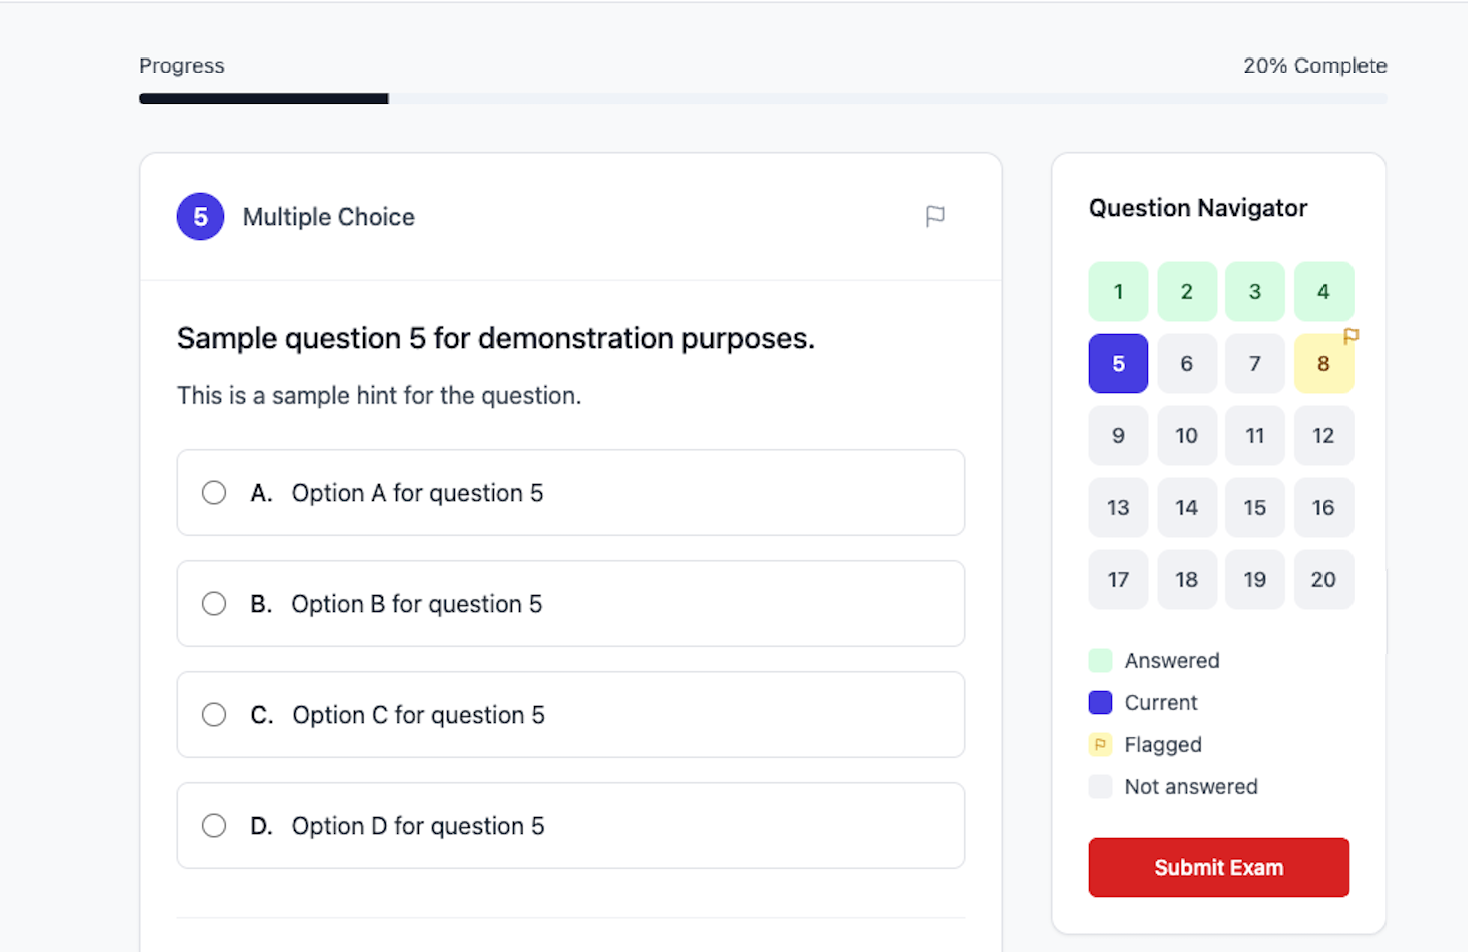 Progress
20% Complete
5 Multiple Choice
Sample question 5 for demonstration purposes.
This is a sample hint for the question.
A. Option A for question 5
B. Option B for question 5
C. Option C for question 5
D. Option D for question 5
Question Navigator
1 2 3 4
5 6 7 8
9 10 11 12
13 14 15 16
17 18 19 20
Answered
Current
Flagged
Not answered
Submit Exam